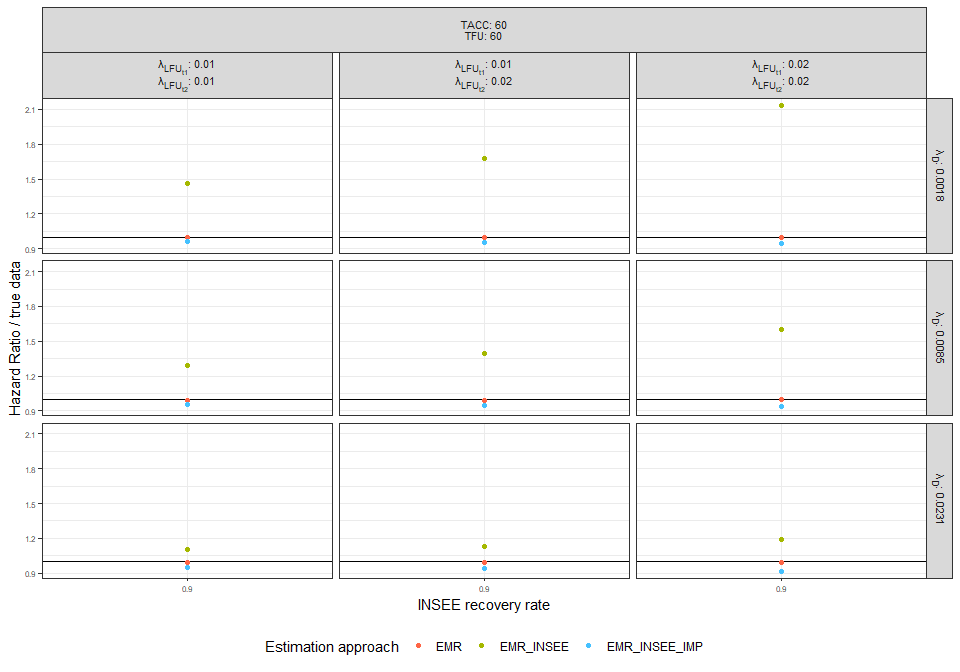 TACC: 60
TFU: 60
λLFUt1: 0.01
λLFUt2: 0.01
λLFUt1: 0.01
λLFUt2: 0.02
λLFUt1: 0.02
λLFUt2: 0.02
2.1
1.8
1.5
1.2
0.9
λD: 0.0018
2.1
1.8
1.5
1.2
0.9
λD: 0.0085
2.1
1.8
1.5
1.2
0.9
λD: 0.0231
Hazard Ratio / true data
0.9
0.9
0.9
INSEE recovery rate
Estimation approach EMR EMR_INSEE EMR_INSEE_IMP